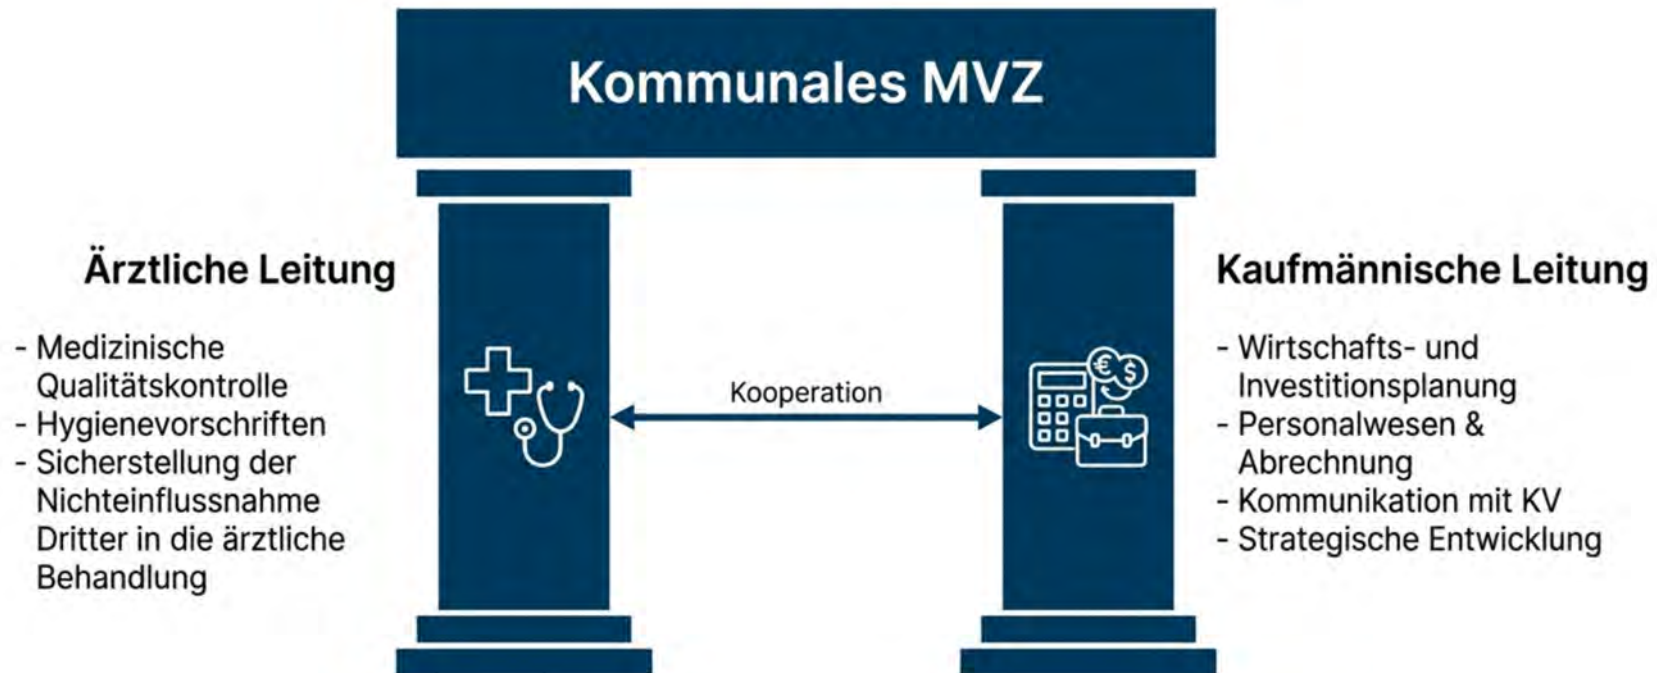 Kommunales MVZ
Ärztliche Leitung
- Medizinische
Qualitätskontrolle
- Hygienevorschriften
- Sicherstellung der
Nichteinflussnahme
Dritter in die ärztliche
Behandlung
Kooperation
€ $
Kaufmännische Leitung
- Wirtschafts- und
Investitionsplanung
- Personalwesen &
Abrechnung
- Kommunikation mit KV
- Strategische Entwicklung